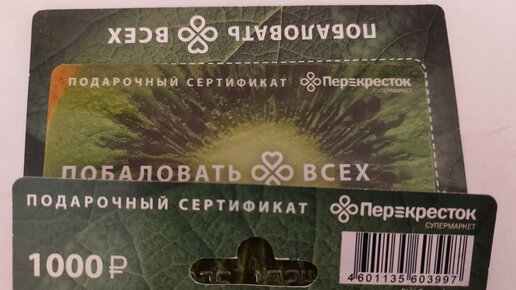 ПОБАЛОВАТЬ ВСЕХ
ПОДАРОЧНЫЙ СЕРТИФИКАТ Перекресток
СУПЕРМАРКЕТ
ПОБАЛОВАТЬ ВСЕХ
ПОДАРОЧНЫЙ СЕРТИФИКАТ Перекресток
СУПЕРМАРКЕТ
1000 ₽
4601135603997